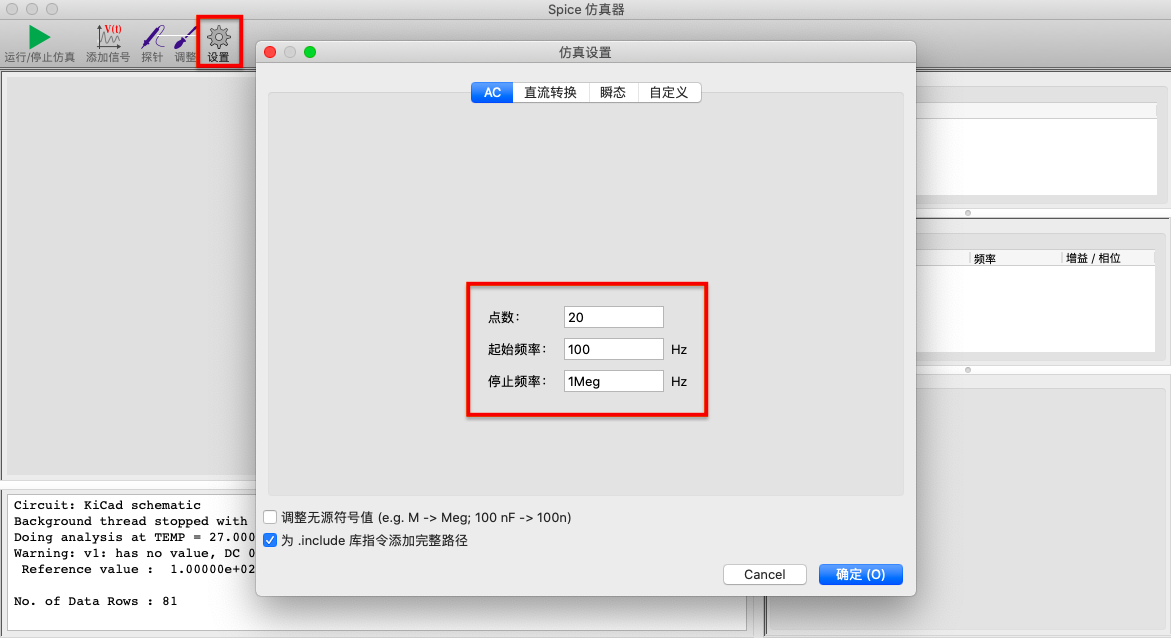 Spice 仿真器
运行/停止仿真 添加信号 探针 调整 设置
V(t)
仿真设置
AC 直流转换 瞬态 自定义
频率 增益 / 相位
点数: 20
起始频率: 100 Hz
停止频率: 1Meg Hz
调整无源符号值 (e.g. M -> Meg; 100 nF -> 100n)
为 .include 库指令添加完整路径
Cancel 确定 (O)
Circuit: KiCad schematic
Background thread stopped with
Doing analysis at TEMP = 27.000
Warning: v1: has no value, DC 0
Reference value : 1.00000e+02
No. of Data Rows : 81